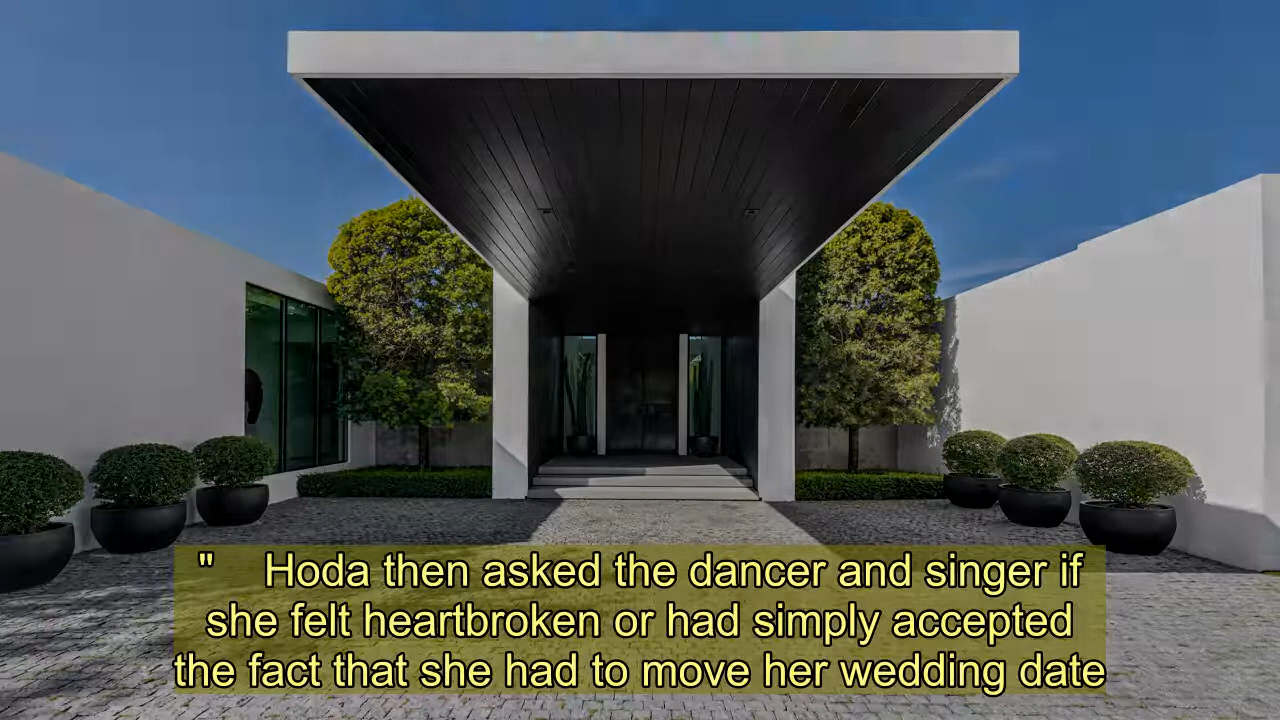 "     Hoda then asked the dancer and singer if
she felt heartbroken or had simply accepted
the fact that she had to move her wedding date